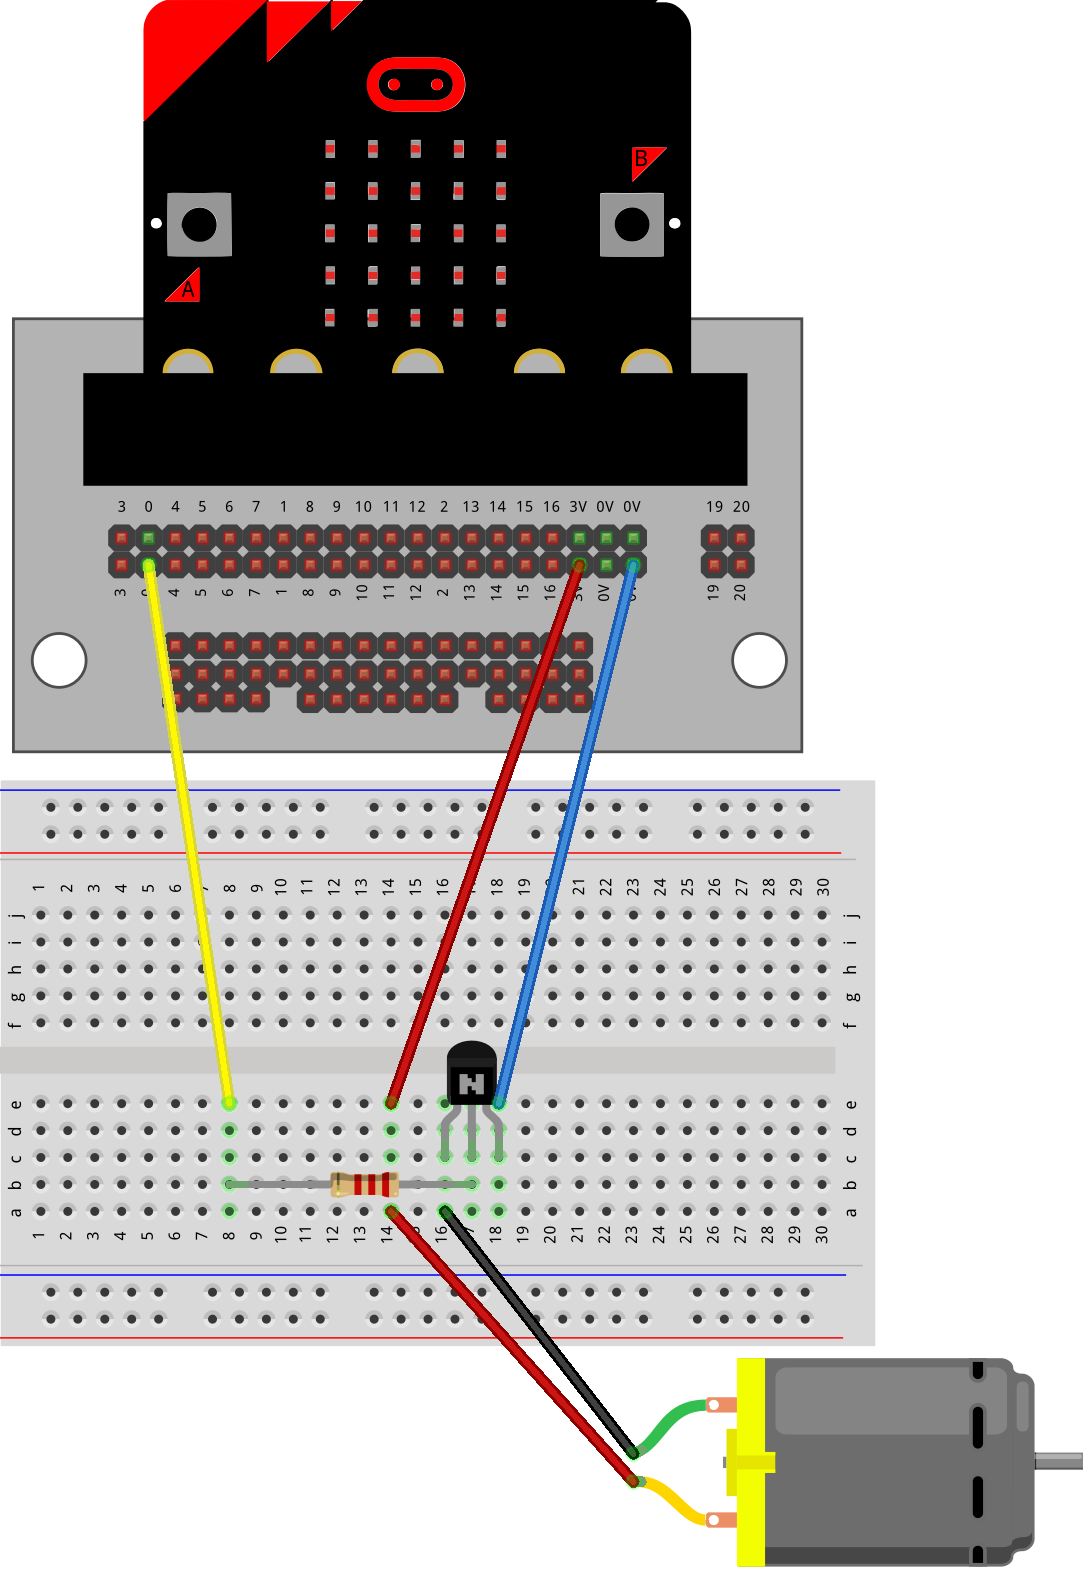 B
A
3 0 4 5 6 7 1 8 9 10 11 12 2 13 14 15 16 3V 0V 0V 19 20
3 4 5 6 7 1 8 9 10 11 12 2 13 14 15 16 0V 19 20
1 2 3 4 5 6 7 8 9 10 11 12 13 14 15 16 18 19 21 22 23 24 25 26 27 28 29 30
j j
i i
h h
g g
f f
N
e e
d d
c c
b b
a a
1 2 3 4 5 6 7 8 9 10 11 12 13 14 16 18 19 20 21 22 23 24 25 26 27 28 29 30